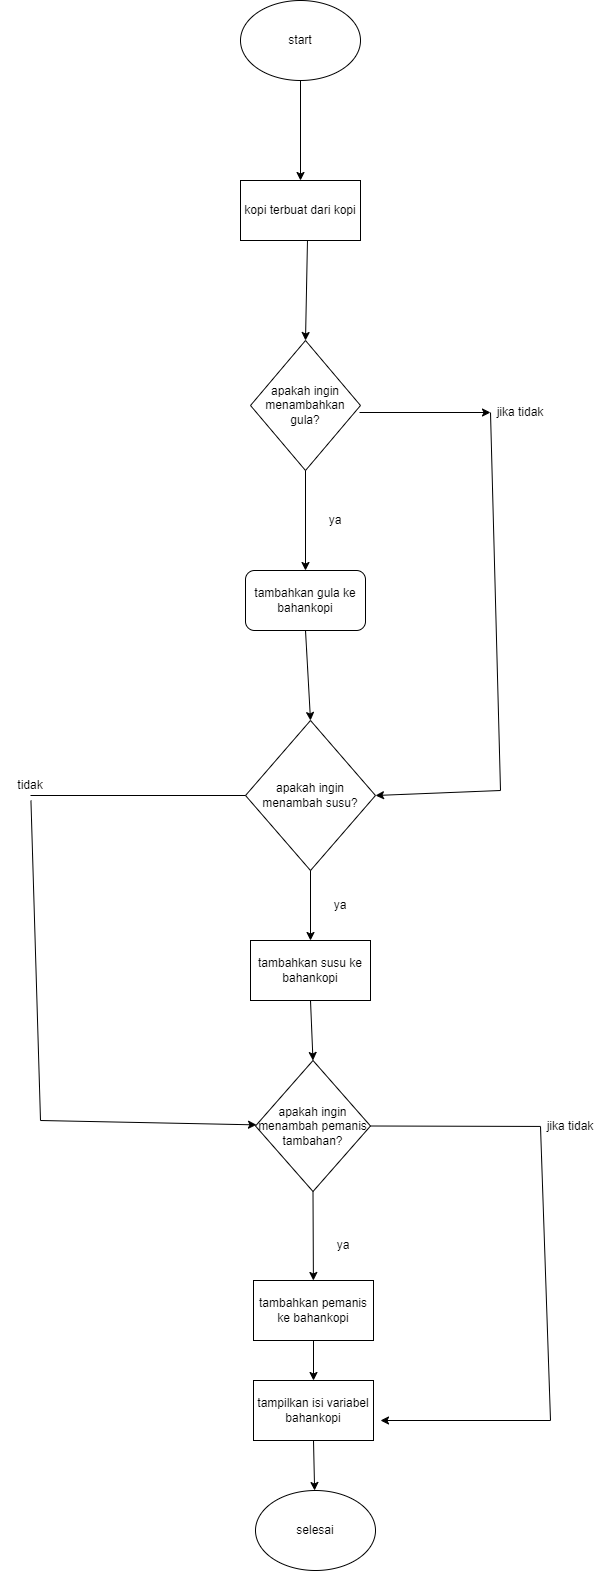 start
kopi terbuat dari kopi
apakah ingin
menambahkan
gula?
jika tidak
ya
tambahkan gula ke
bahankopi
apakah ingin
menambah susu?
tidak
ya
tambahkan susu ke
bahankopi
apakah ingin
menambah pemanis
tambahan?
jika tidak
ya
tambahkan pemanis
ke bahankopi
tampilkan isi variabel
bahankopi
selesai